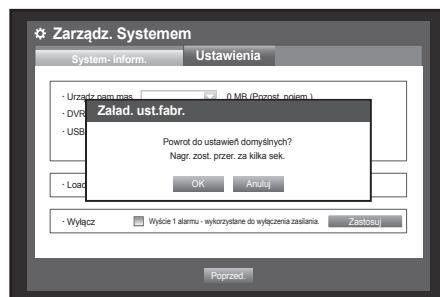 Zarządz. Systemem
System- inform. Ustawienia
· Urządz.pam.mas. 0 MB (Pozost. pojem.)
· DVR
· USB
Załad. ust.fabr.
Powrot do ustawień domyślnych?
Nagr. zost. przer. za kilka sek.
OK Anuluj
· Load
· Wyłącz Wyście 1 alarmu - wykorzystane do wyłączenia zasilania. Zastosuj
Poprzed.